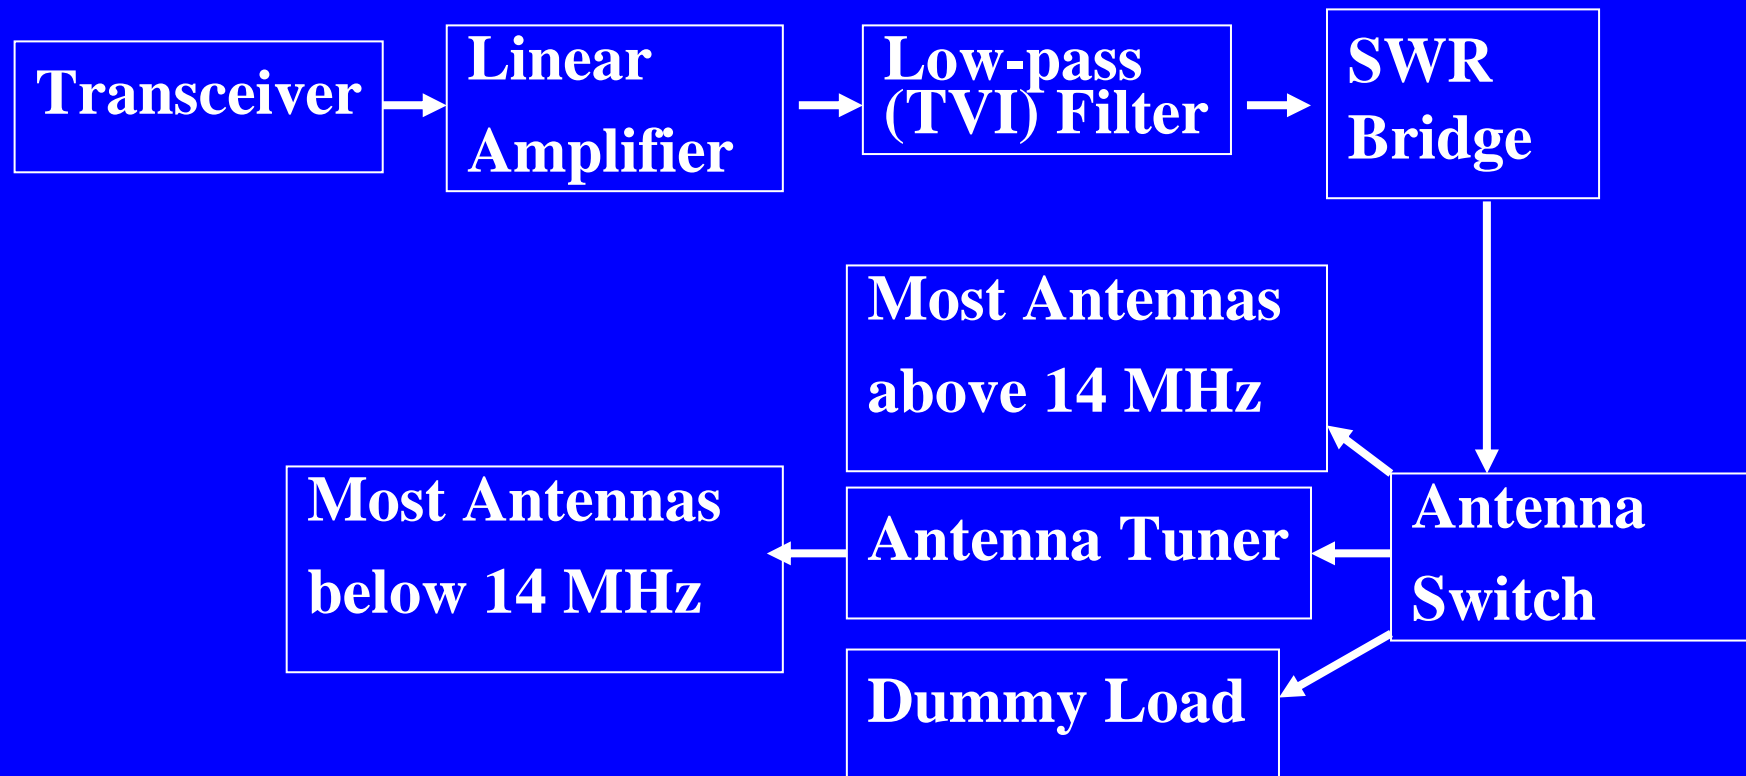 Transceiver
Linear
Amplifier
Low-pass
(TVI) Filter
SWR
Bridge
Most Antennas
above 14 MHz
Most Antennas
below 14 MHz
Antenna Tuner
Antenna
Switch
Dummy Load